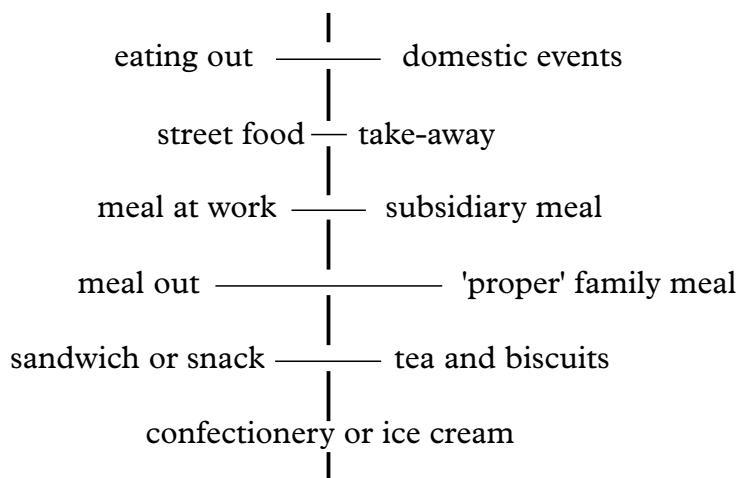 eating out domestic events
street food take-away
meal at work subsidiary meal
meal out 'proper' family meal
sandwich or snack tea and biscuits
confectionery or ice cream